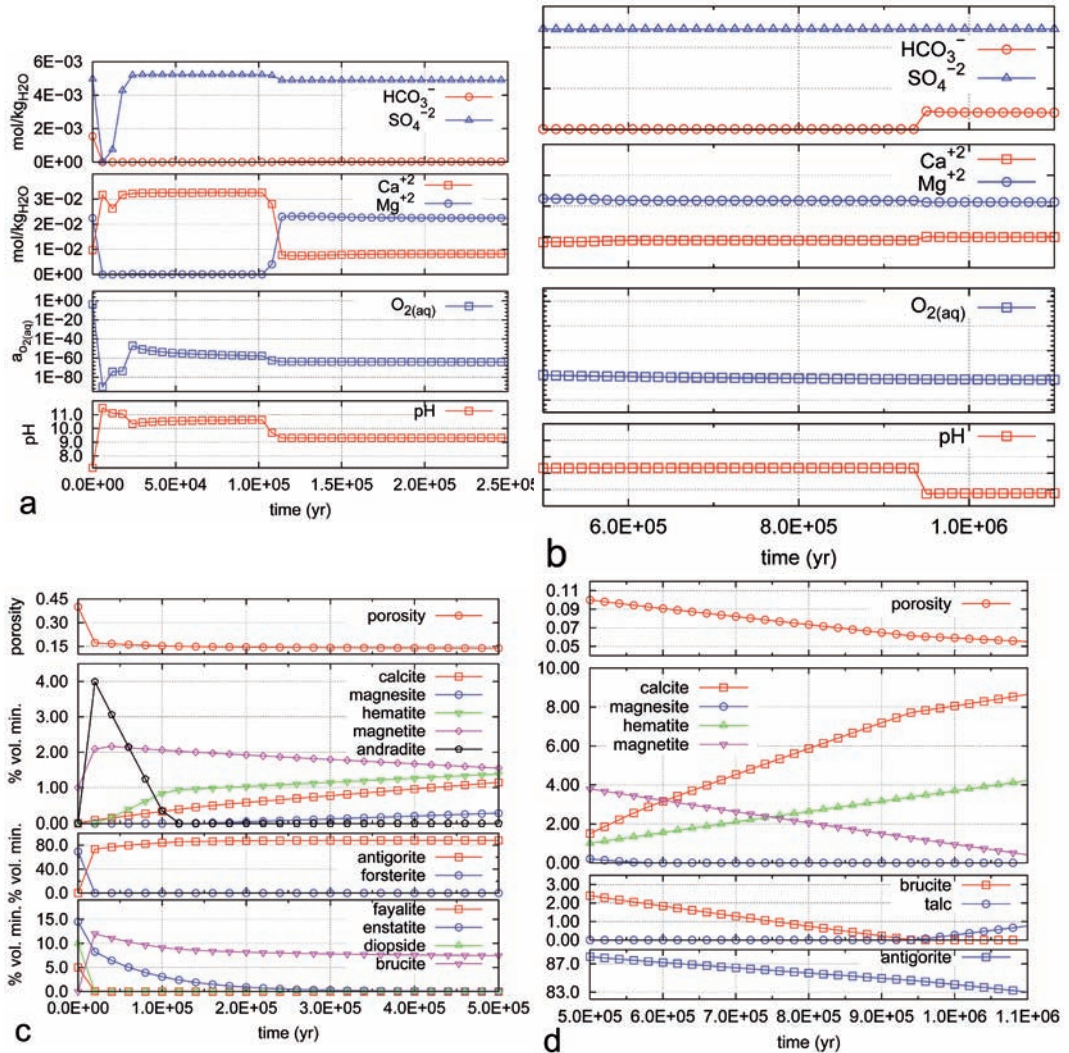 6E-03
4E-03
2E-03
0E+00
mol/kgH2O
HCO3−
SO4−2
3E-02
2E-02
1E-02
0E+00
mol/kgH2O
Ca+2
Mg+2
1E+00
1E-20
1E-40
1E-60
1E-80
aO2(aq)
O2(aq)
11.0
10.0
9.0
8.0
pH
pH
0.0E+00 5.0E+04 1.0E+05 1.5E+05 2.0E+05 2.5E+05
time (yr)
a
HCO3−
SO4−2
Ca+2
Mg+2
O2(aq)
pH
6.0E+05 8.0E+05 1.0E+06
time (yr)
b
0.45
0.30
0.15
porosity
porosity
4.00
3.00
2.00
1.00
0.00
% vol. min.
calcite
magnesite
hematite
magnetite
andradite
80.0
40.0
0.0
% vol. min.
antigorite
forsterite
15.0
10.0
5.0
0.0
% vol. min.
fayalite
enstatite
diopside
brucite
0.0E+00 1.0E+05 2.0E+05 3.0E+05 4.0E+05 5.0E+05
time (yr)
c
0.11
0.09
0.07
0.05
porosity
10.00
8.00
6.00
4.00
2.00
0.00
calcite
magnesite
hematite
magnetite
3.00
2.00
1.00
0.00
brucite
talc
87.0
83.0
antigorite
5.0E+05 6.0E+05 7.0E+05 8.0E+05 9.0E+05 1.0E+06 1.1E+06
time (yr)
d